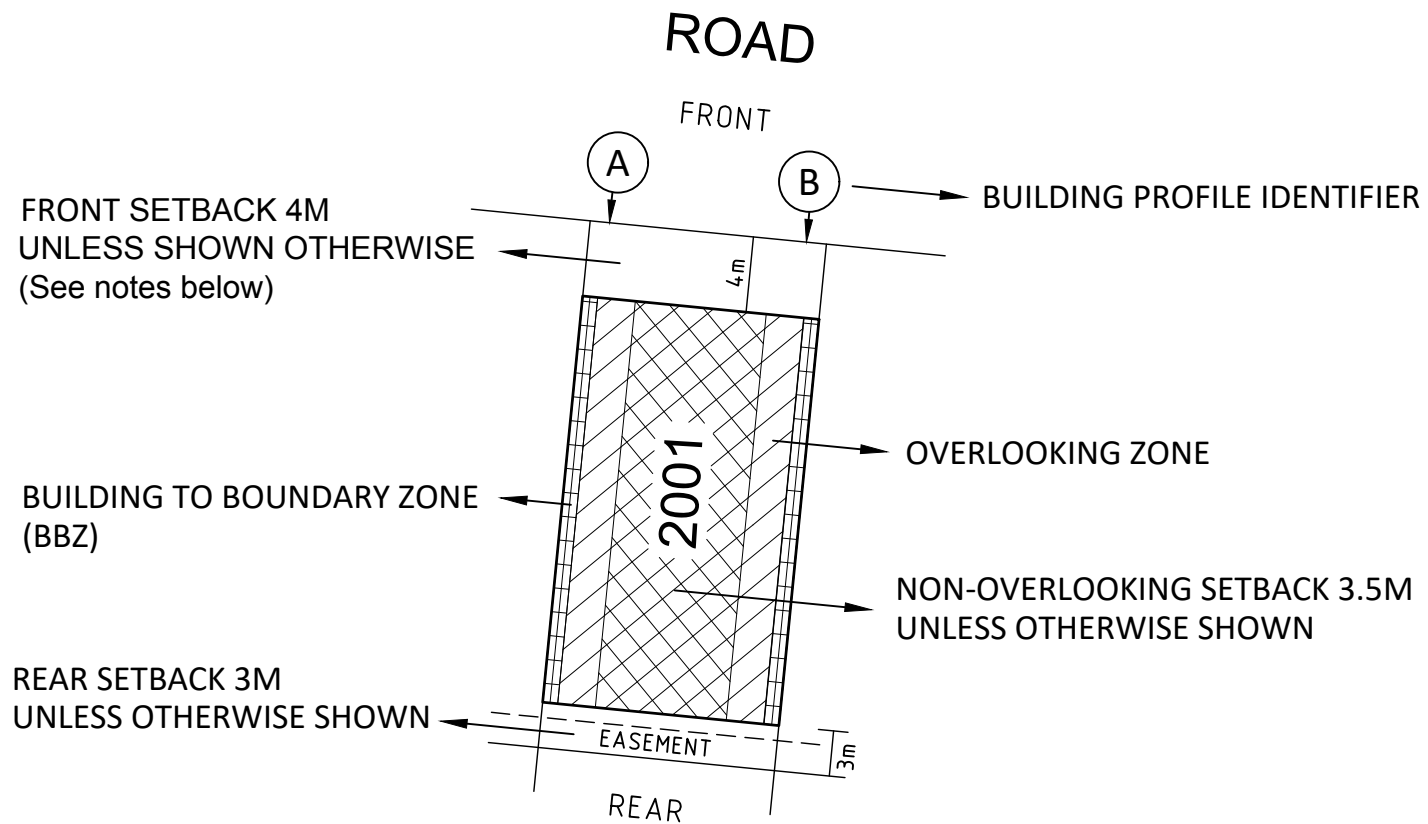 ROAD
FRONT
A
B
BUILDING PROFILE IDENTIFIER
FRONT SETBACK 4M
UNLESS SHOWN OTHERWISE
(See notes below)
4m
2001
OVERLOOKING ZONE
BUILDING TO BOUNDARY ZONE
(BBZ)
NON-OVERLOOKING SETBACK 3.5M
UNLESS OTHERWISE SHOWN
REAR SETBACK 3M
UNLESS OTHERWISE SHOWN
EASEMENT
3m
REAR